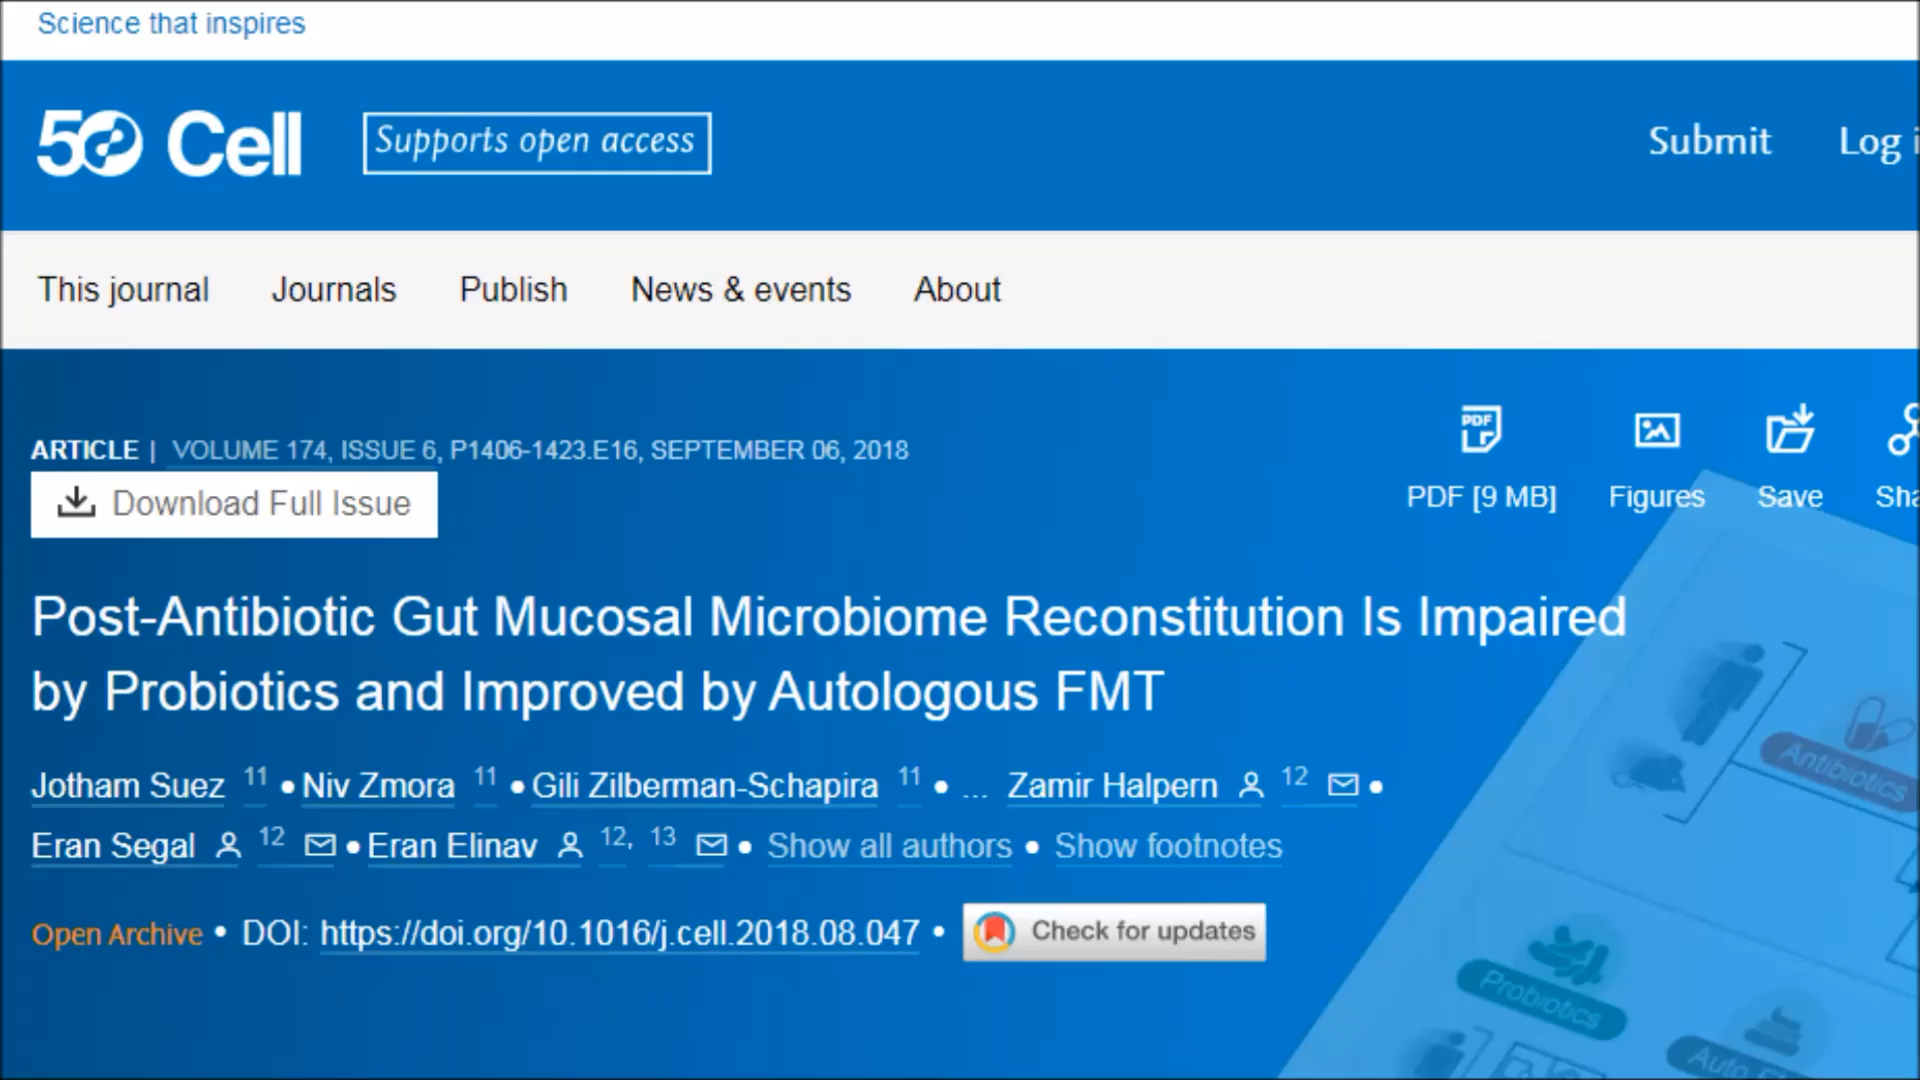 Science that inspires
50 Cell
Supports open access
Submit
Log i
This journal
Journals
Publish
News & events
About
ARTICLE | VOLUME 174, ISSUE 6, P1406-1423.E16, SEPTEMBER 06, 2018
Download Full Issue
PDF
PDF [9 MB]
Figures
Save
Sha
Post-Antibiotic Gut Mucosal Microbiome Reconstitution Is Impaired
by Probiotics and Improved by Autologous FMT
Jotham Suez 11 • Niv Zmora 11 • Gili Zilberman-Schapira 11 • ... Zamir Halpern 12 •
Eran Segal 12 • Eran Elinav 12, 13 • Show all authors • Show footnotes
Open Archive • DOI: https://doi.org/10.1016/j.cell.2018.08.047 • Check for updates
Antibiotics
Probiotics
Auto